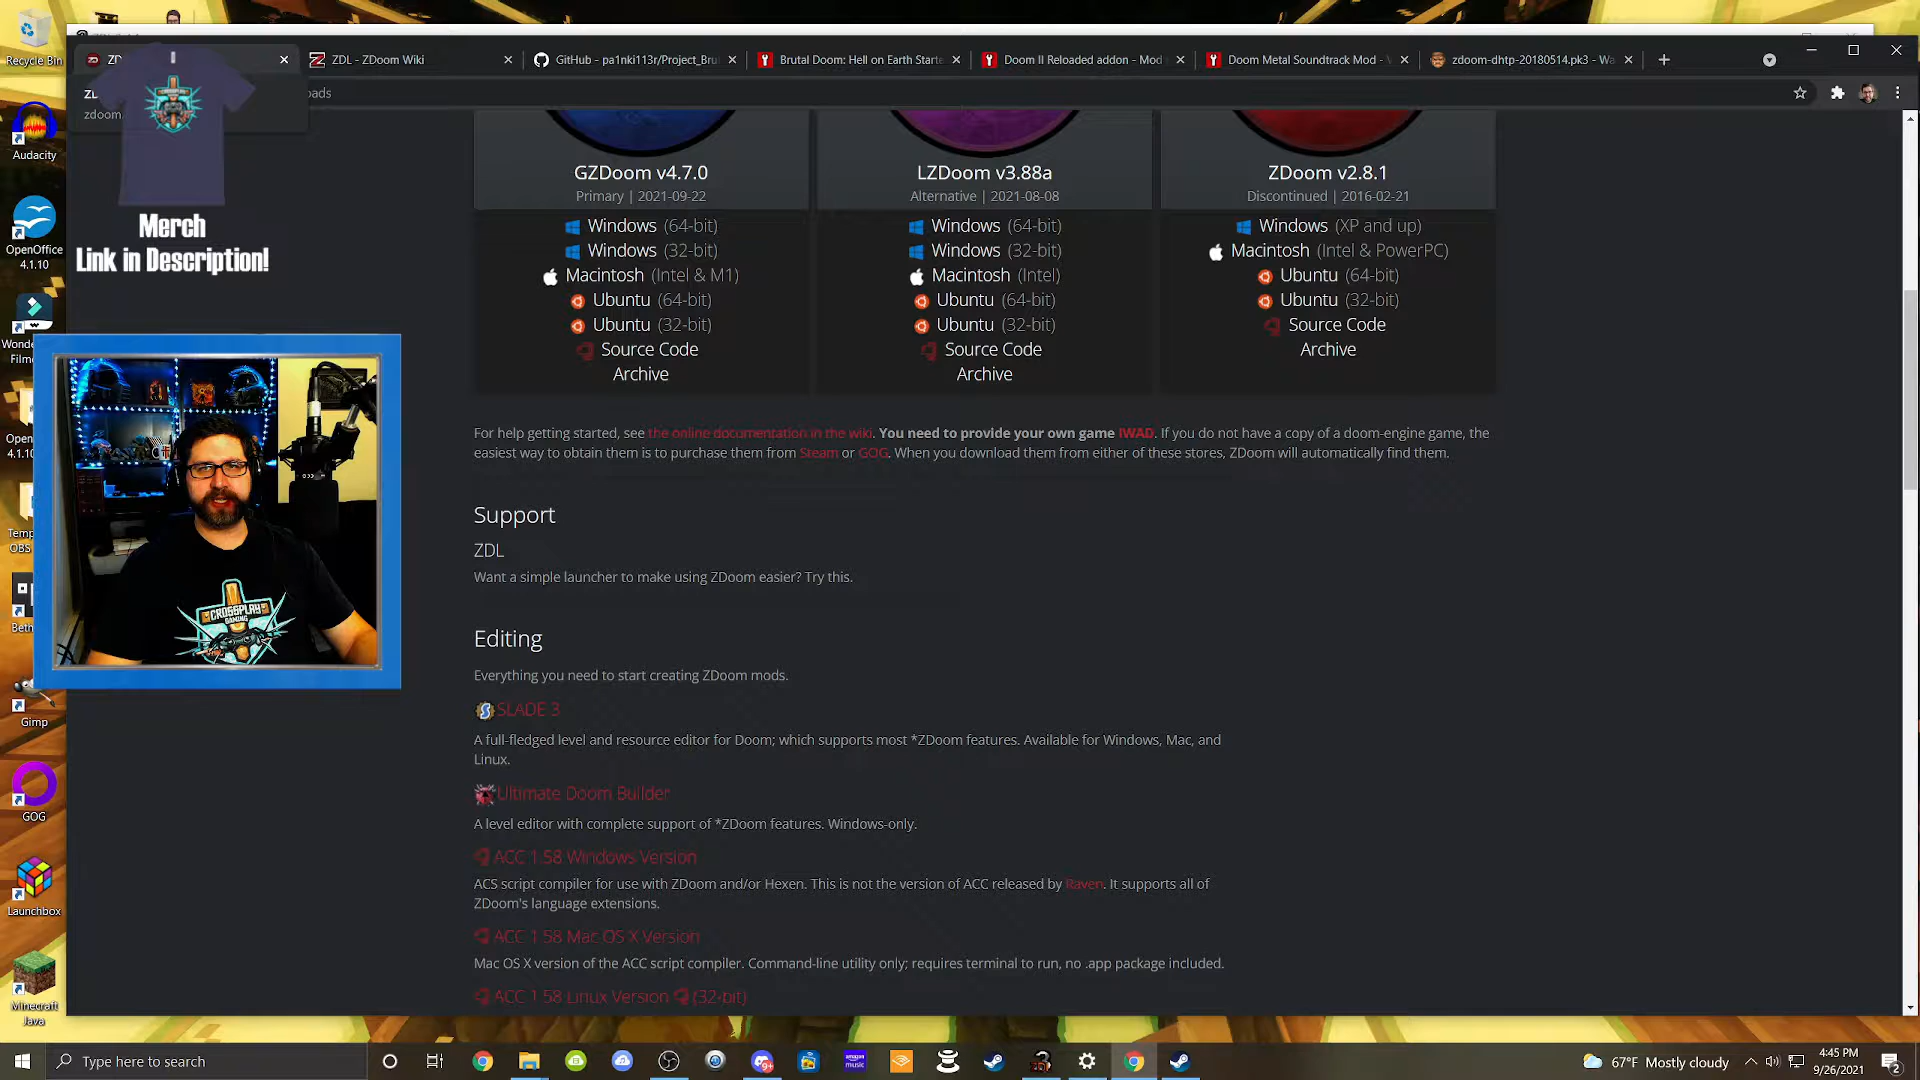 Recycle Bin
ZDL - ZDoom Wiki
GitHub - pa1nki113r/Project_Bru
Brutal Doom: Hell on Earth Starte
Doom II Reloaded addon - Mod
Doom Metal Soundtrack Mod -
zdoom-dhtp-20180514.pk3 - Wa
oads
zdoom.
Audacity
OpenOffice
4.1.10
Merch
Link in Description!
GZDoom v4.7.0
Primary | 2021-09-22
Windows (64-bit)
Windows (32-bit)
Macintosh (Intel & M1)
Ubuntu (64-bit)
Ubuntu (32-bit)
Source Code
Archive
LZDoom v3.88a
Alternative | 2021-08-08
Windows (64-bit)
Windows (32-bit)
Macintosh (Intel)
Ubuntu (64-bit)
Ubuntu (32-bit)
Source Code
Archive
ZDoom v2.8.1
Discontinued | 2016-02-21
Windows (XP and up)
Macintosh (Intel & PowerPC)
Ubuntu (64-bit)
Ubuntu (32-bit)
Source Code
Archive
For help getting started, see the online documentation in the wiki. You need to provide your own game IWAD. If you do not have a copy of a doom-engine game, the
easiest way to obtain them is to purchase them from Steam or GOG. When you download them from either of these stores, ZDoom will automatically find them.
Support
ZDL
Want a simple launcher to make using ZDoom easier? Try this.
Editing
Everything you need to start creating ZDoom mods.
SLADE 3
A full-fledged level and resource editor for Doom; which supports most *ZDoom features. Available for Windows, Mac, and
Linux.
Ultimate Doom Builder
A level editor with complete support of *ZDoom features. Windows-only.
ACC 1.58 Windows Version
ACS script compiler for use with ZDoom and/or Hexen. This is not the version of ACC released by Raven. It supports all of
ZDoom's language extensions.
ACC 1.58 Mac OS X Version
Mac OS X version of the ACC script compiler. Command-line utility only; requires terminal to run, no .app package included.
ACC 1.58 Linux Version (32-bit)
CROSSPLAY
GAMING
Gimp
GOG
Launchbox
Minecraft
Java
Type here to search
67°F Mostly cloudy
4:45 PM
9/26/2021
2